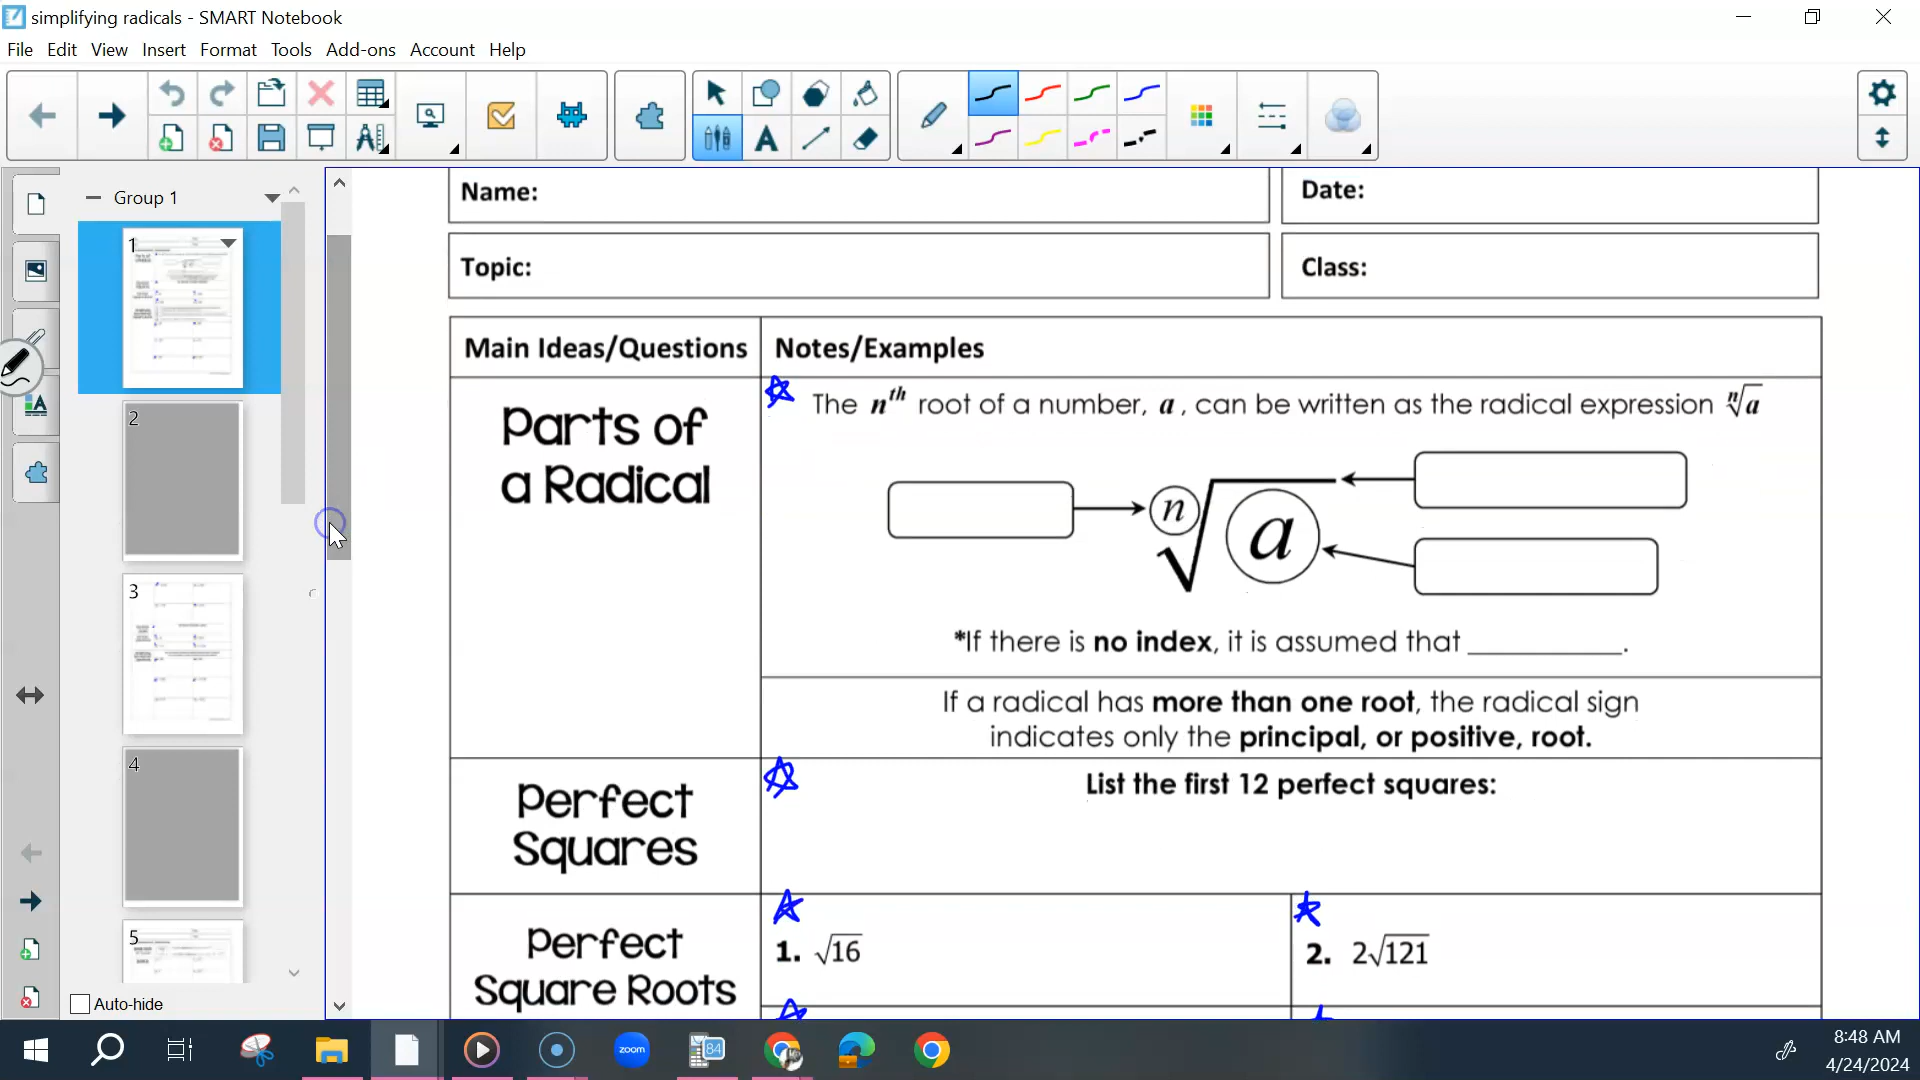 simplifying radicals - SMART Notebook
File Edit View Insert Format Tools Add-ons Account Help
Group 1
1
2
3
4
5
Auto-hide
Name:
Date:
Topic:
Class:
Main Ideas/Questions
Notes/Examples
Parts of
a Radical
The nth root of a number, a, can be written as the radical expression ⁿ√a
n
√
a
*If there is no index, it is assumed that ___________.
If a radical has more than one root, the radical sign
indicates only the principal, or positive, root.
Perfect
Squares
List the first 12 perfect squares:
Perfect
Square Roots
1. √16
2. 2√121
zoom
84
8:48 AM
4/24/2024